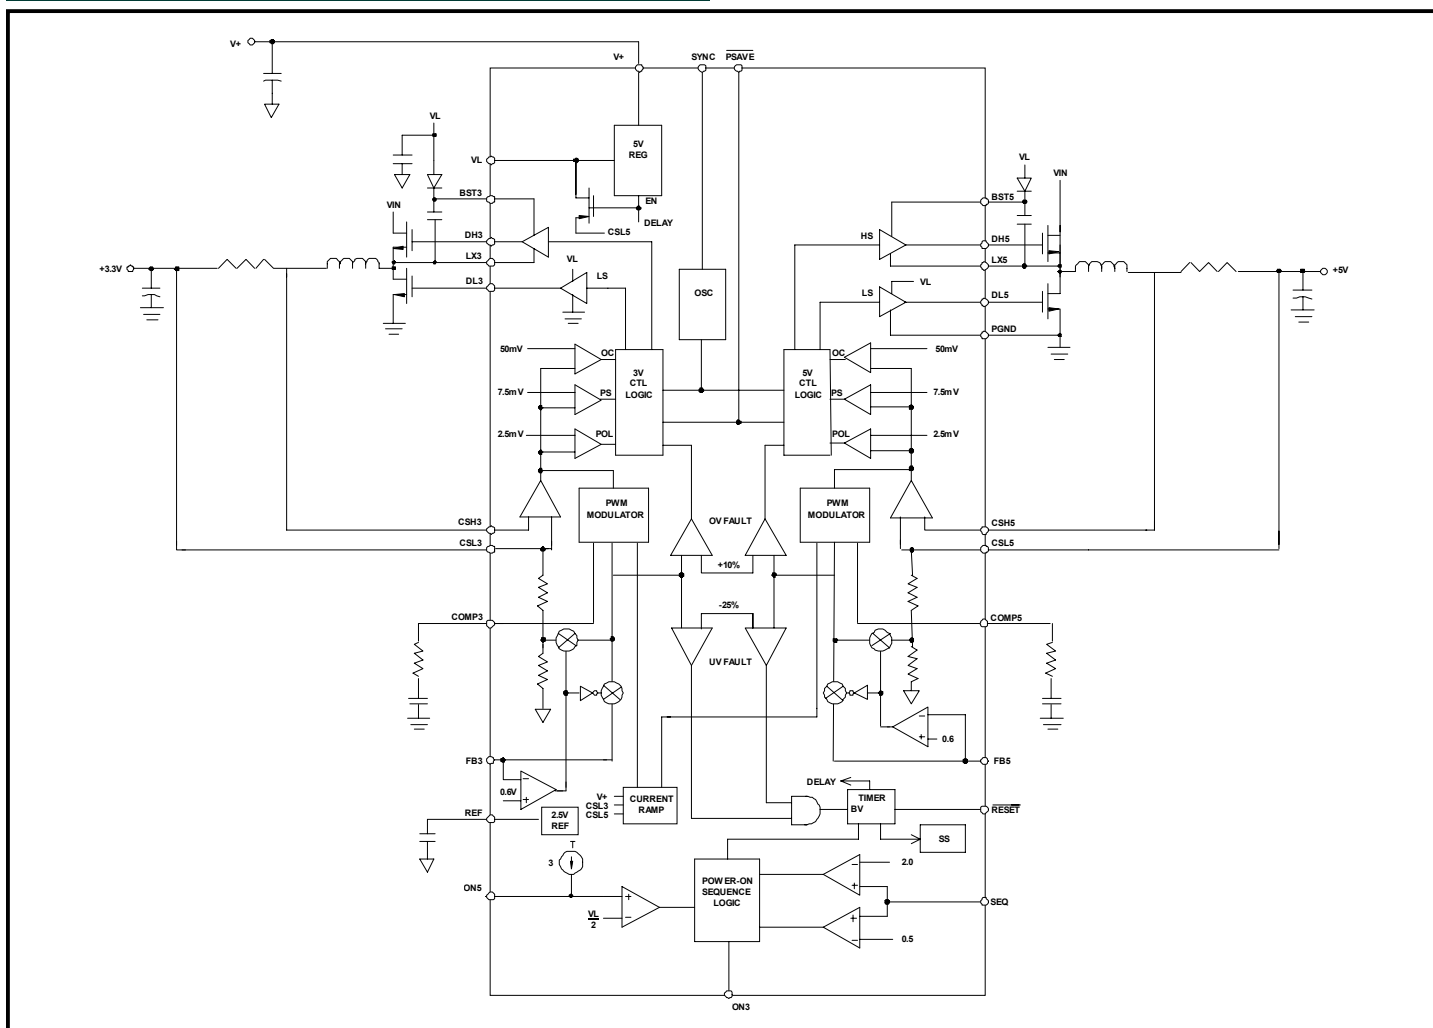 V+
V+
SYNC
PSAVE
VL
VL
5V
REG
VL
VIN
BST3
EN
BST5
VIN
DELAY
CSL5
HS
DH3
DH5
LX3
LX5
+3.3V
+5V
VL
LS
VL
DL3
OSC
LS
DL5
PGND
50mV
OC
3V
CTL
LOGIC
5V
CTL
LOGIC
OC
50mV
7.5mV
PS
PS
7.5mV
2.5mV
POL
POL
2.5mV
PWM
MODULATOR
PWM
MODULATOR
CSH3
OV FAULT
CSH5
CSL3
CSL5
+10%
-25%
COMP3
COMP5
UV FAULT
−
+
0.6
FB3
FB5
−
0.6V
+
DELAY
V+
CSL3
CSL5
CURRENT
RAMP
TIMER
BV
RESET
REF
2.5V
REF
SS
T
3
2.0
−
+
POWER-ON
SEQUENCE
LOGIC
ON5
+
VL
2
−
SEQ
+
−
0.5
ON3